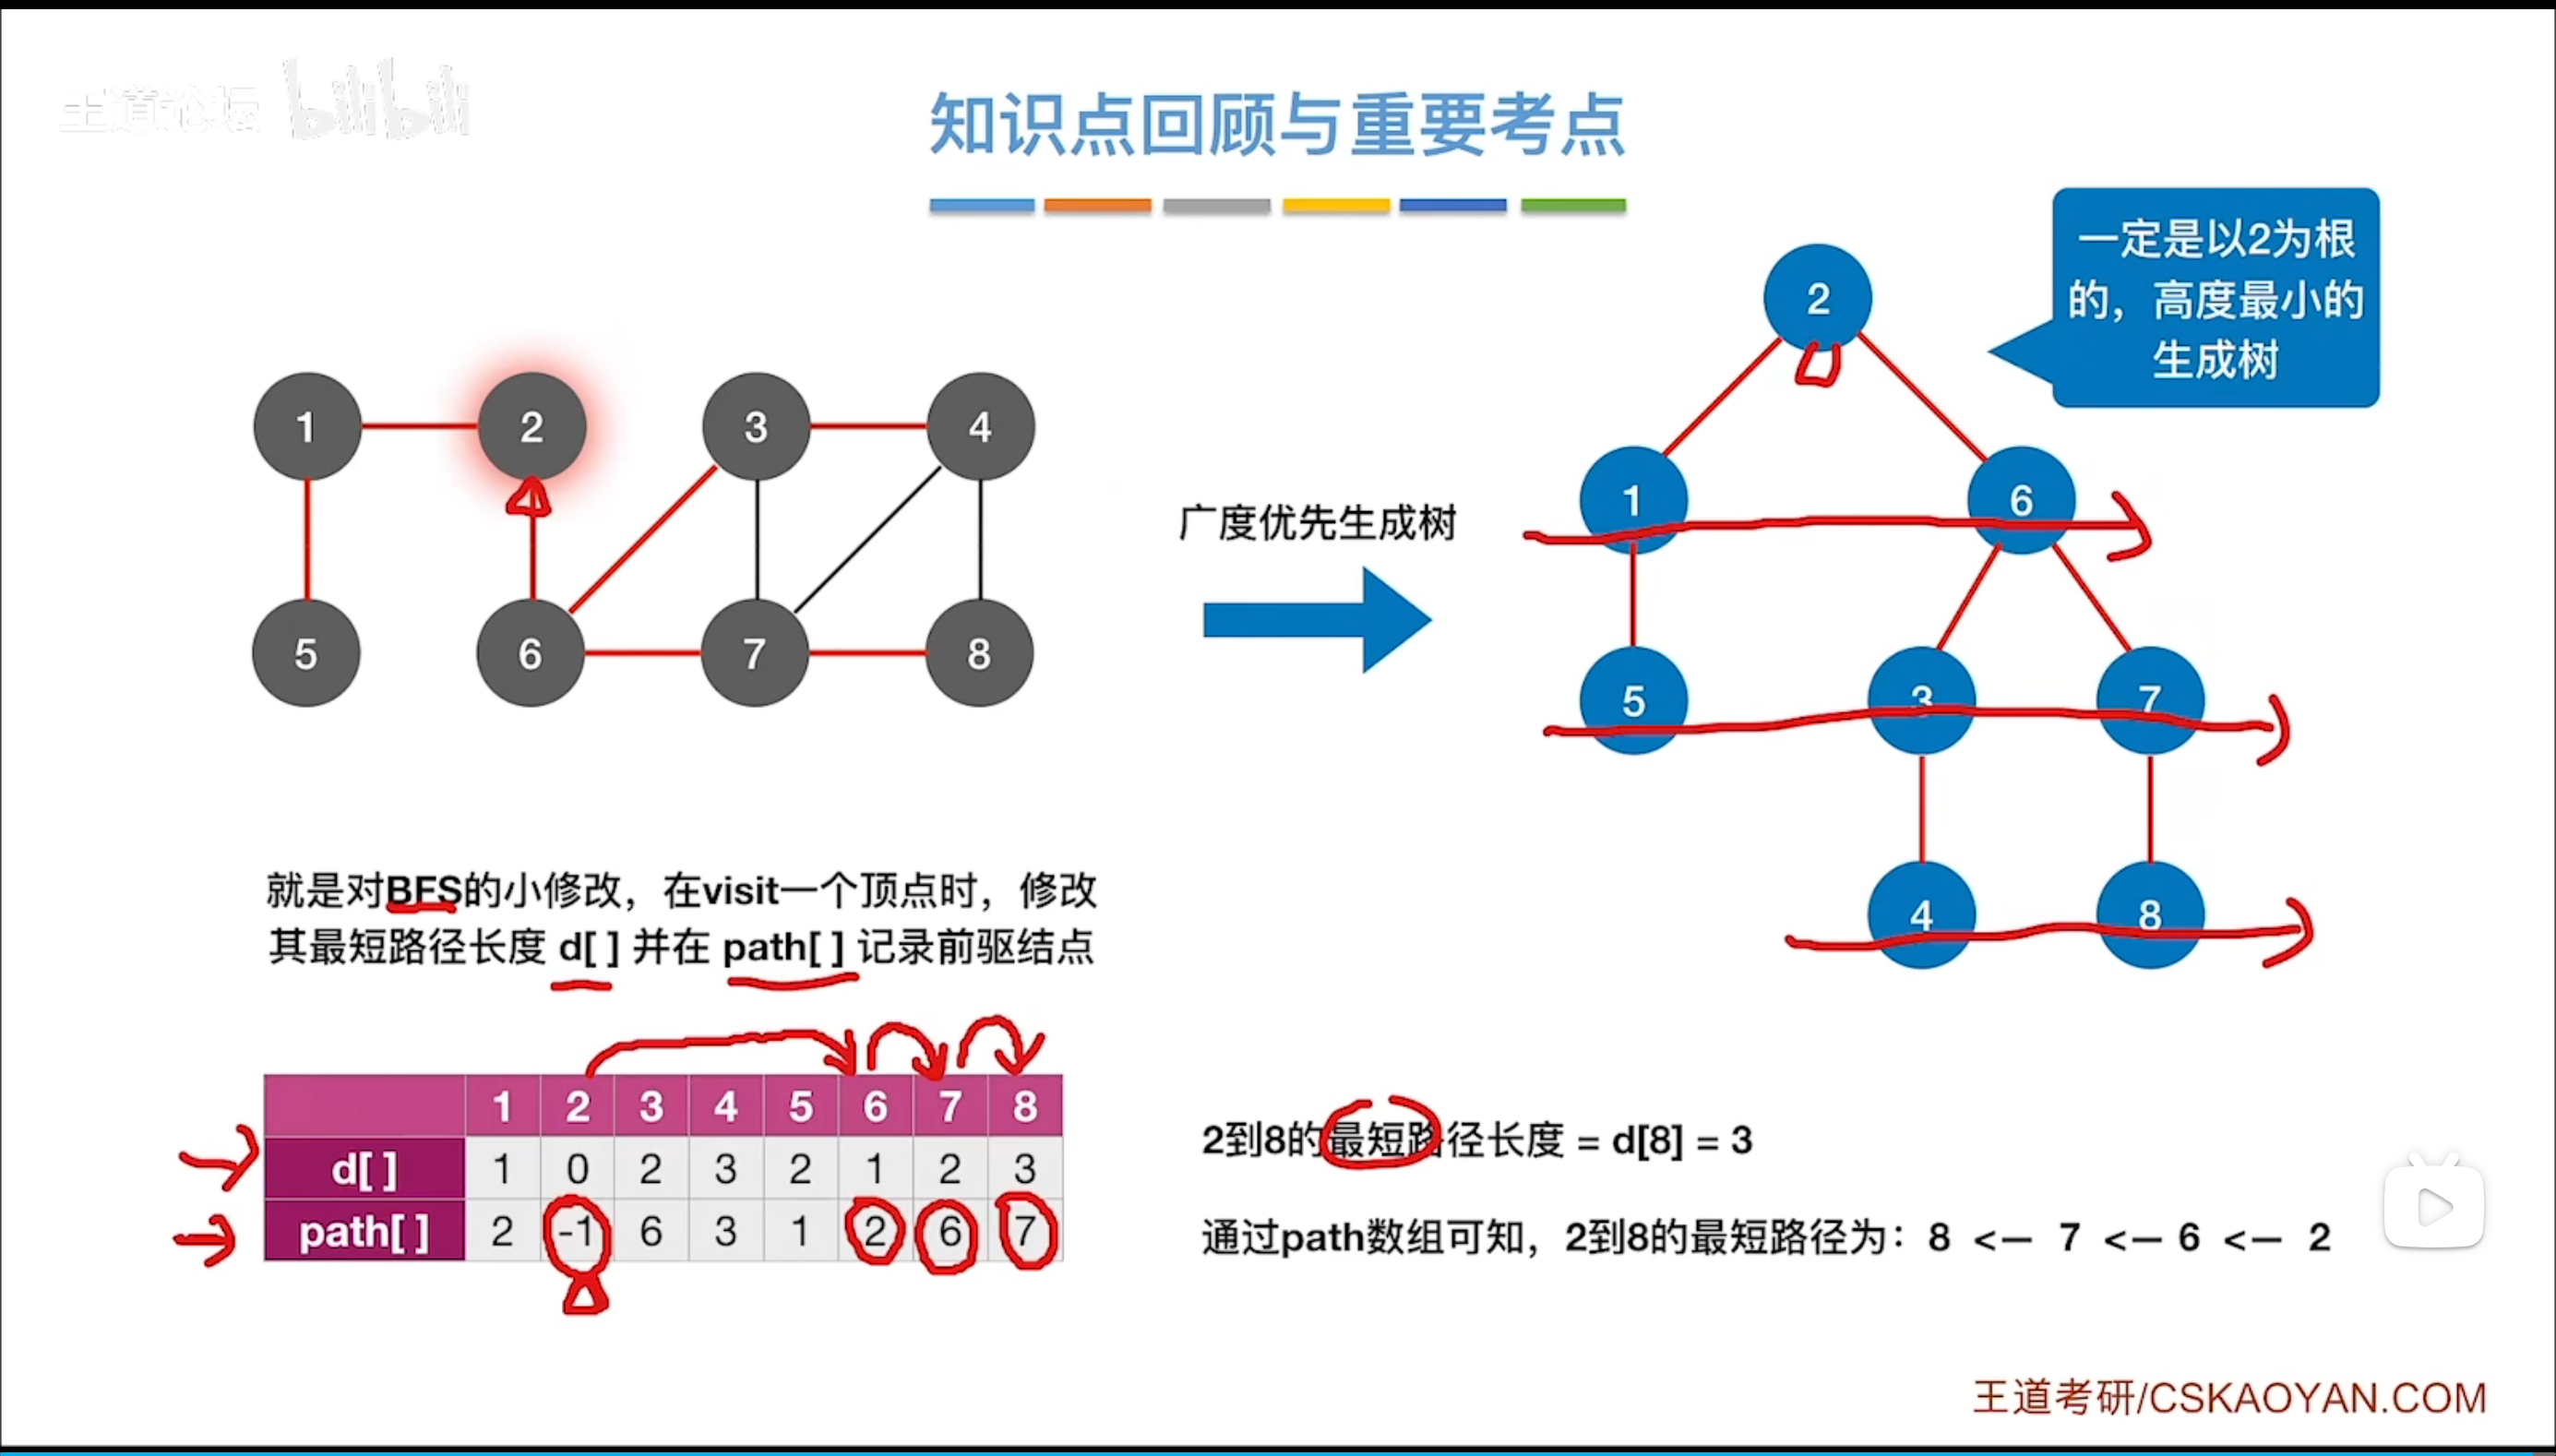 王道论坛 bilibili
知识点回顾与重要考点
一定是以2为根
的，高度最小的
生成树
2
1 2 3 4
1 6
广度优先生成树
5 6 7 8
5 3 7
4 8
就是对BFS的小修改，在visit一个顶点时，修改
其最短路径长度 d[ ] 并在 path[ ] 记录前驱结点
1 2 3 4 5 6 7 8
d[ ] 1 0 2 3 2 1 2 3
path[ ] 2 -1 6 3 1 2 6 7
2到8的最短路径长度 = d[8] = 3
通过path数组可知，2到8的最短路径为：8 <— 7 <— 6 <— 2
王道考研/CSKAOYAN.COM